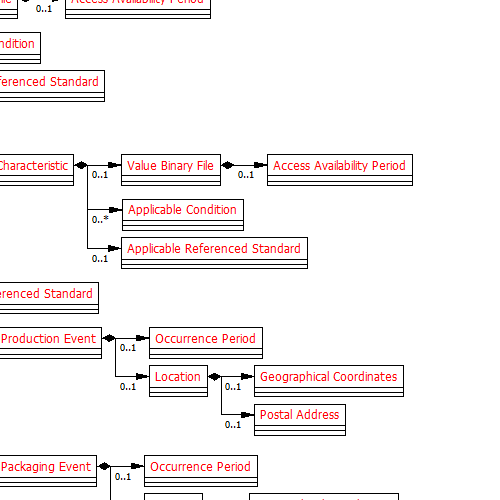 0..1 Access Availability Period
ndition
ferenced Standard
Characteristic Value Binary File Access Availability Period
0..1 0..1
Applicable Condition
0..*
Applicable Referenced Standard
0..1
erenced Standard
Production Event Occurrence Period
0..1
Location Geographical Coordinates
0..1 0..1
Postal Address
0..1
Packaging Event Occurrence Period
0..1